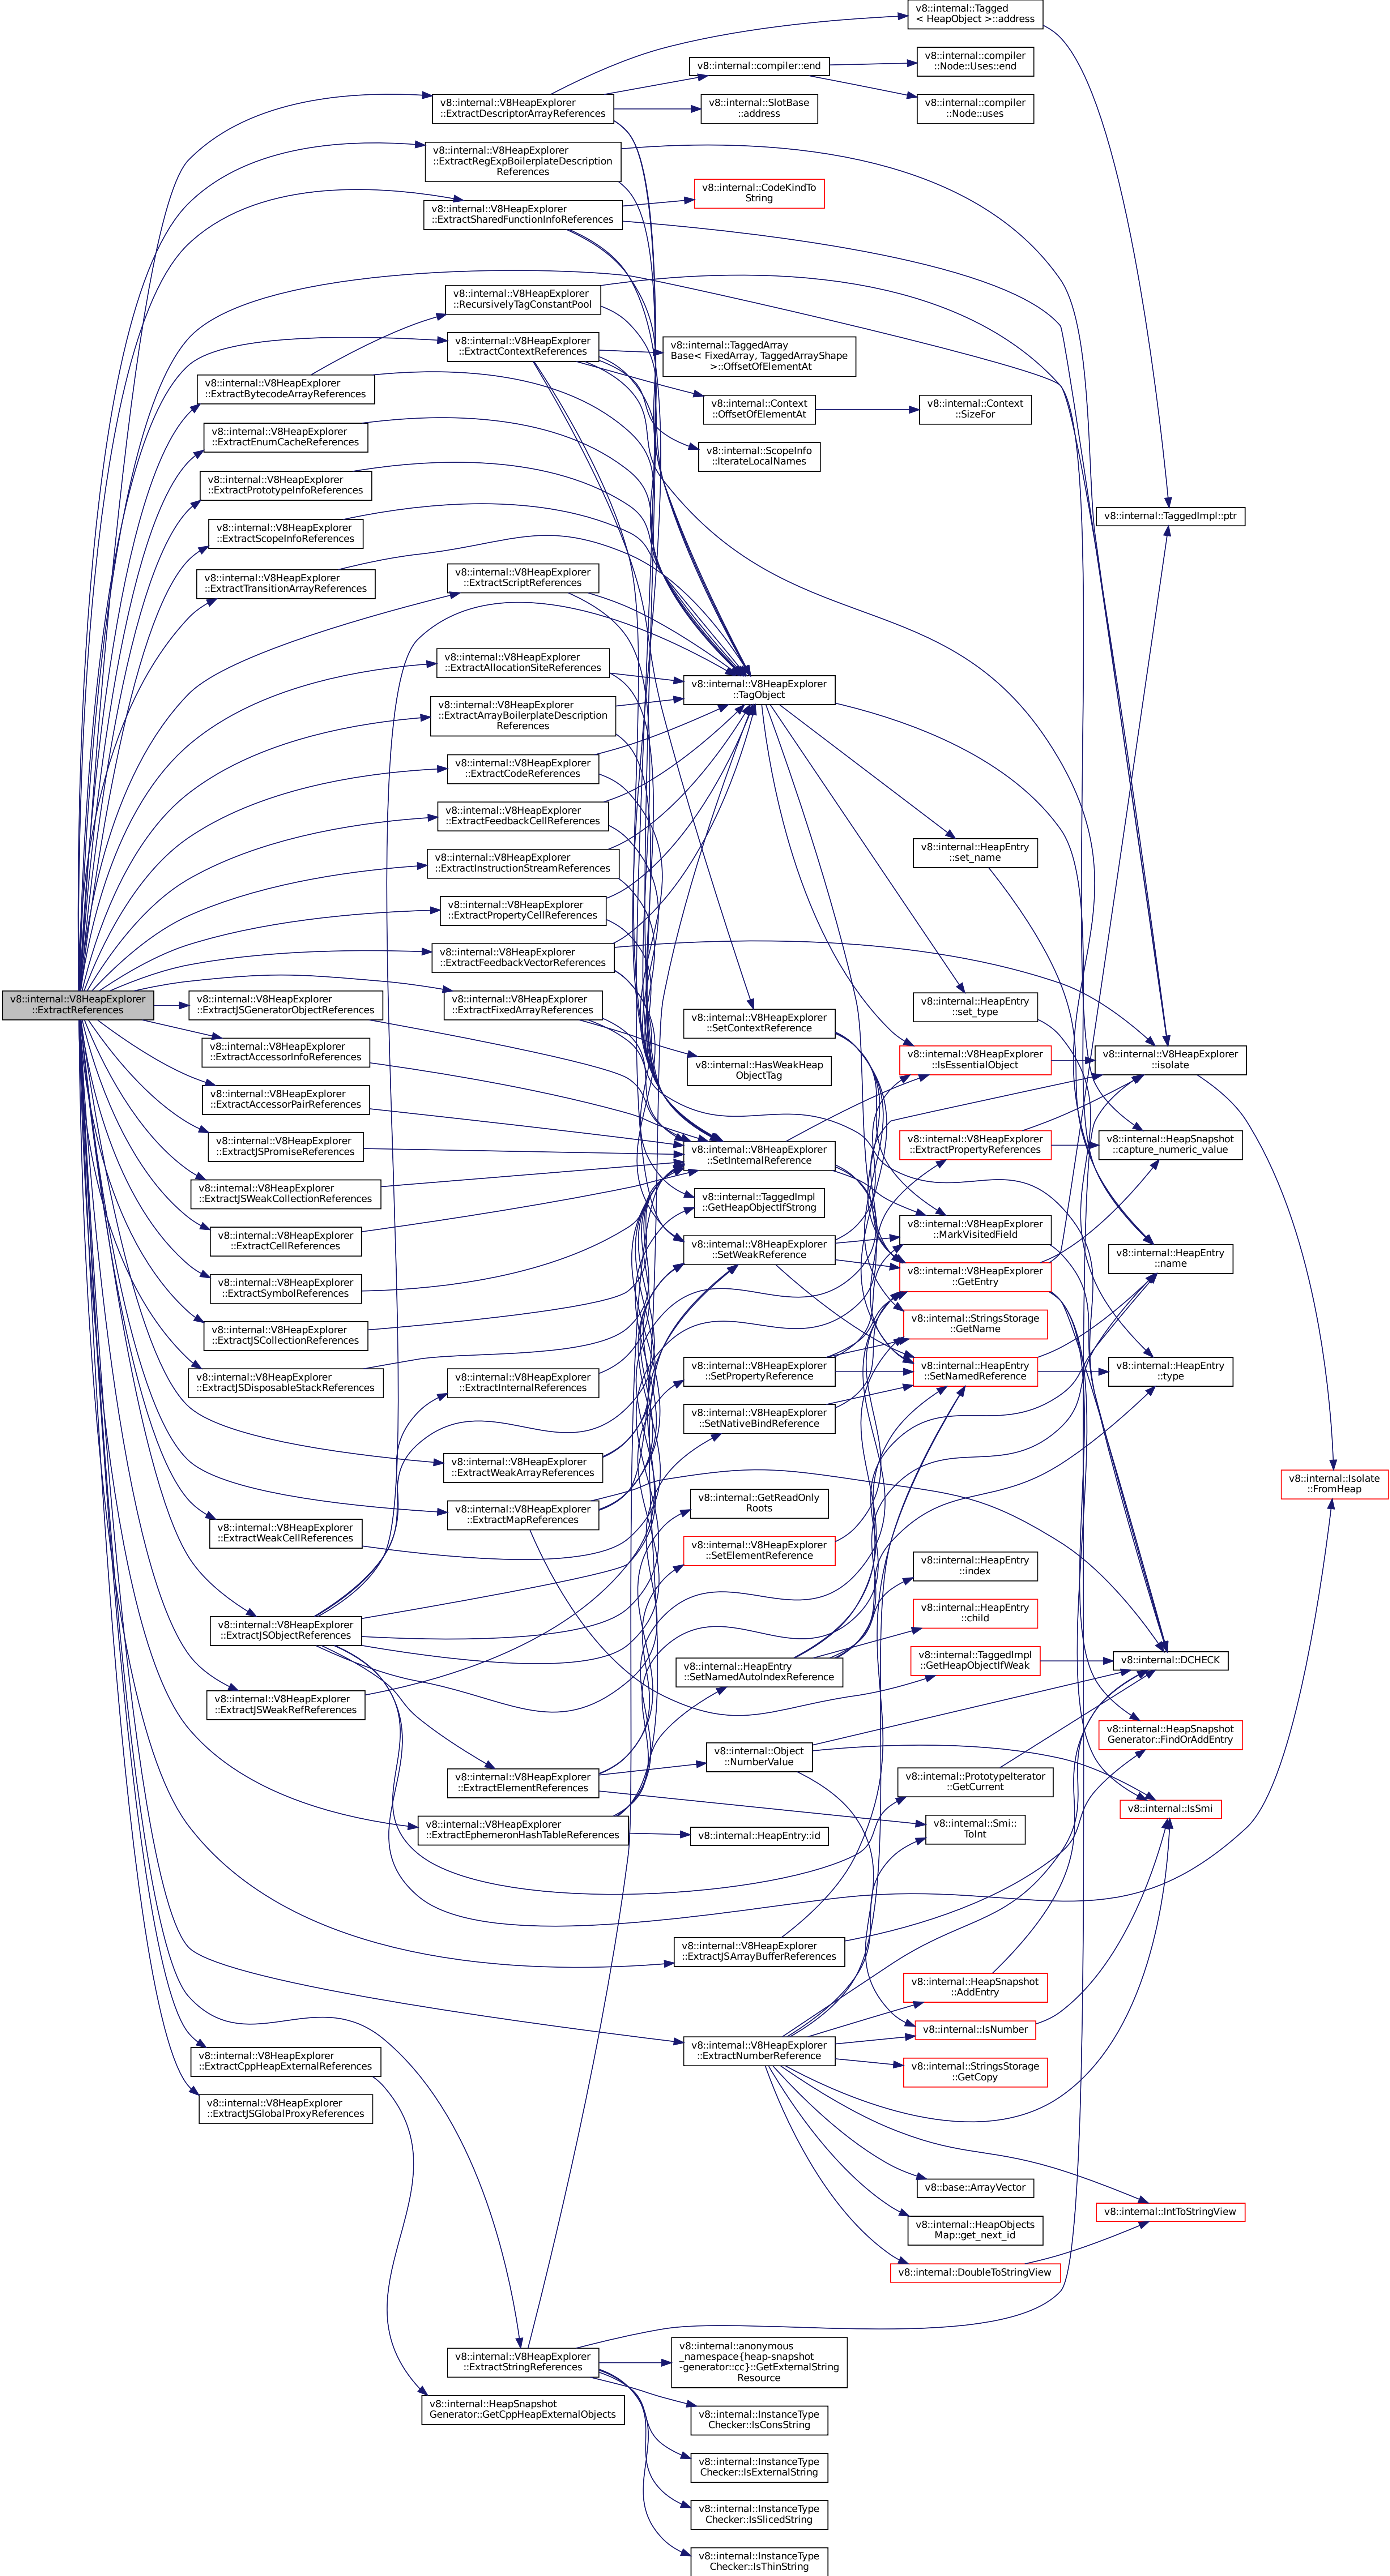 v8::internal::Tagged
< HeapObject >::address
v8::internal::compiler::end
v8::internal::compiler
::Node::Uses::end
v8::internal::V8HeapExplorer
::ExtractDescriptorArrayReferences
v8::internal::SlotBase
::address
v8::internal::compiler
::Node::uses
v8::internal::V8HeapExplorer
::ExtractRegExpBoilerplateDescription
References
v8::internal::CodeKindTo
String
v8::internal::V8HeapExplorer
::ExtractSharedFunctionInfoReferences
v8::internal::V8HeapExplorer
::RecursivelyTagConstantPool
v8::internal::V8HeapExplorer
::ExtractContextReferences
v8::internal::TaggedArray
Base< FixedArray, TaggedArrayShape
>::OffsetOfElementAt
v8::internal::V8HeapExplorer
::ExtractBytecodeArrayReferences
v8::internal::Context
::OffsetOfElementAt
v8::internal::Context
::SizeFor
v8::internal::V8HeapExplorer
::ExtractEnumCacheReferences
v8::internal::ScopeInfo
::IterateLocalNames
v8::internal::V8HeapExplorer
::ExtractPrototypeInfoReferences
v8::internal::TaggedImpl::ptr
v8::internal::V8HeapExplorer
::ExtractScopeInfoReferences
v8::internal::V8HeapExplorer
::ExtractTransitionArrayReferences
v8::internal::V8HeapExplorer
::ExtractScriptReferences
v8::internal::V8HeapExplorer
::ExtractAllocationSiteReferences
v8::internal::V8HeapExplorer
::TagObject
v8::internal::V8HeapExplorer
::ExtractArrayBoilerplateDescription
References
v8::internal::V8HeapExplorer
::ExtractCodeReferences
v8::internal::V8HeapExplorer
::ExtractFeedbackCellReferences
v8::internal::HeapEntry
::set_name
v8::internal::V8HeapExplorer
::ExtractInstructionStreamReferences
v8::internal::V8HeapExplorer
::ExtractPropertyCellReferences
v8::internal::V8HeapExplorer
::ExtractFeedbackVectorReferences
v8::internal::V8HeapExplorer
::ExtractReferences
v8::internal::V8HeapExplorer
::ExtractJSGeneratorObjectReferences
v8::internal::V8HeapExplorer
::ExtractFixedArrayReferences
v8::internal::HeapEntry
::set_type
v8::internal::V8HeapExplorer
::SetContextReference
v8::internal::V8HeapExplorer
::ExtractAccessorInfoReferences
v8::internal::HasWeakHeap
ObjectTag
v8::internal::V8HeapExplorer
::IsEssentialObject
v8::internal::V8HeapExplorer
::isolate
v8::internal::V8HeapExplorer
::ExtractAccessorPairReferences
v8::internal::V8HeapExplorer
::ExtractJSPromiseReferences
v8::internal::V8HeapExplorer
::SetInternalReference
v8::internal::V8HeapExplorer
::ExtractPropertyReferences
v8::internal::HeapSnapshot
::capture_numeric_value
v8::internal::V8HeapExplorer
::ExtractJSWeakCollectionReferences
v8::internal::TaggedImpl
::GetHeapObjectIfStrong
v8::internal::V8HeapExplorer
::ExtractCellReferences
v8::internal::V8HeapExplorer
::SetWeakReference
v8::internal::V8HeapExplorer
::MarkVisitedField
v8::internal::HeapEntry
::name
v8::internal::V8HeapExplorer
::ExtractSymbolReferences
v8::internal::V8HeapExplorer
::GetEntry
v8::internal::V8HeapExplorer
::ExtractJSCollectionReferences
v8::internal::StringsStorage
::GetName
v8::internal::V8HeapExplorer
::ExtractJSDisposableStackReferences
v8::internal::V8HeapExplorer
::ExtractInternalReferences
v8::internal::V8HeapExplorer
::SetPropertyReference
v8::internal::HeapEntry
::SetNamedReference
v8::internal::HeapEntry
::type
v8::internal::V8HeapExplorer
::SetNativeBindReference
v8::internal::V8HeapExplorer
::ExtractWeakArrayReferences
v8::internal::Isolate
::FromHeap
v8::internal::V8HeapExplorer
::ExtractMapReferences
v8::internal::GetReadOnly
Roots
v8::internal::V8HeapExplorer
::ExtractWeakCellReferences
v8::internal::V8HeapExplorer
::SetElementReference
v8::internal::HeapEntry
::index
v8::internal::V8HeapExplorer
::ExtractJSObjectReferences
v8::internal::HeapEntry
::child
v8::internal::V8HeapExplorer
::ExtractJSWeakRefReferences
v8::internal::HeapEntry
::SetNamedAutoIndexReference
v8::internal::TaggedImpl
::GetHeapObjectIfWeak
v8::internal::DCHECK
v8::internal::HeapSnapshot
Generator::FindOrAddEntry
v8::internal::V8HeapExplorer
::ExtractElementReferences
v8::internal::Object
::NumberValue
v8::internal::PrototypeIterator
::GetCurrent
v8::internal::IsSmi
v8::internal::V8HeapExplorer
::ExtractEphemeronHashTableReferences
v8::internal::HeapEntry::id
v8::internal::Smi::
ToInt
v8::internal::V8HeapExplorer
::ExtractJSArrayBufferReferences
v8::internal::HeapSnapshot
::AddEntry
v8::internal::IsNumber
v8::internal::V8HeapExplorer
::ExtractCppHeapExternalReferences
v8::internal::V8HeapExplorer
::ExtractNumberReference
v8::internal::StringsStorage
::GetCopy
v8::internal::V8HeapExplorer
::ExtractJSGlobalProxyReferences
v8::base::ArrayVector
v8::internal::HeapObjects
Map::get_next_id
v8::internal::IntToStringView
v8::internal::DoubleToStringView
v8::internal::V8HeapExplorer
::ExtractStringReferences
v8::internal::anonymous
_namespace{heap-snapshot
-generator::cc}::GetExternalString
Resource
v8::internal::HeapSnapshot
Generator::GetCppHeapExternalObjects
v8::internal::InstanceType
Checker::IsConsString
v8::internal::InstanceType
Checker::IsExternalString
v8::internal::InstanceType
Checker::IsSlicedString
v8::internal::InstanceType
Checker::IsThinString